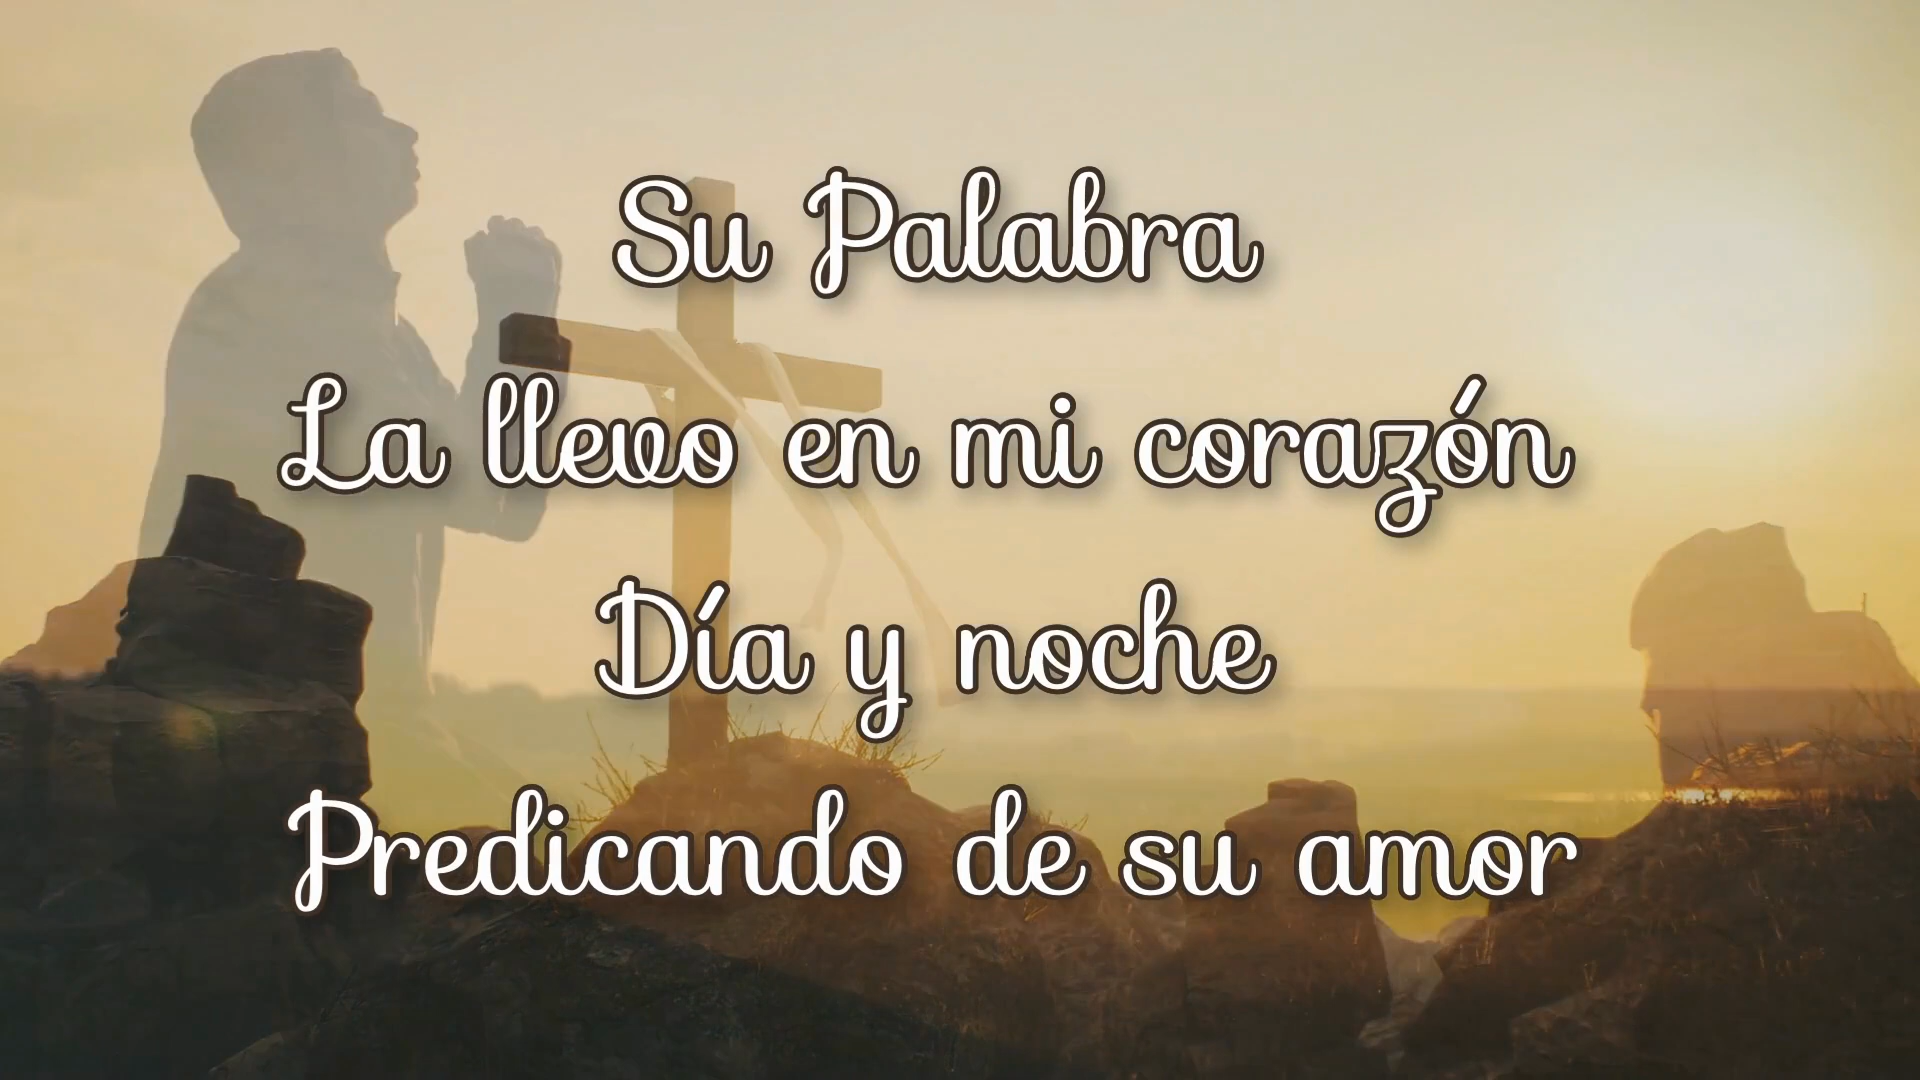 Su Palabra
La llevo en mi corazón
Día y noche
Predicando de su amor